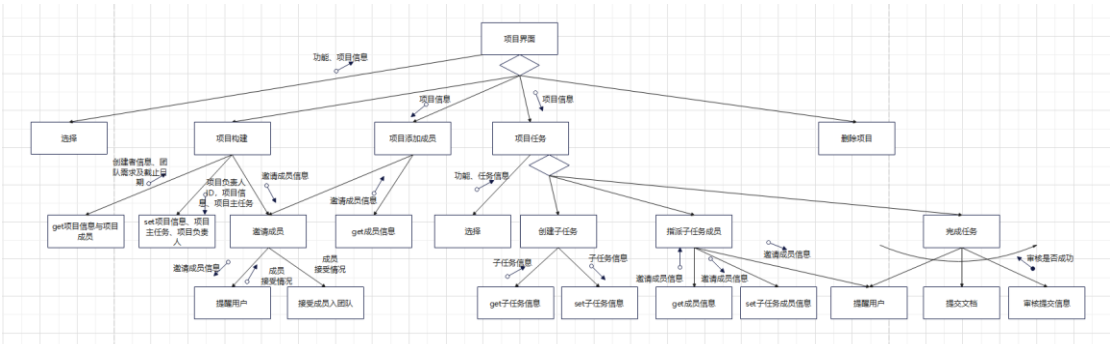 项目界面
功能、项目信息
项目信息
项目信息
选择
项目构建
项目添加成员
项目任务
删除项目
创建者信息、团
队需求及截止日
期
项目负责人
ID、项目信
息、项目主任务
邀请成员信息
邀请成员信息
功能、任务信息
get项目信息与项目
成员
set项目信息、项目
主任务、项目负责
人
邀请成员
get成员信息
选择
创建子任务
指派子任务成员
完成任务
邀请成员信息
成员
接受情况
成员
接受情况
子任务信息
子任务信息
邀请成员信息
邀请成员信息
邀请成员信息
审核是否成功
提醒用户
接受成员入团队
get子任务信息
set子任务信息
get成员信息
set子任务成员信息
提醒用户
提交文档
审核提交信息